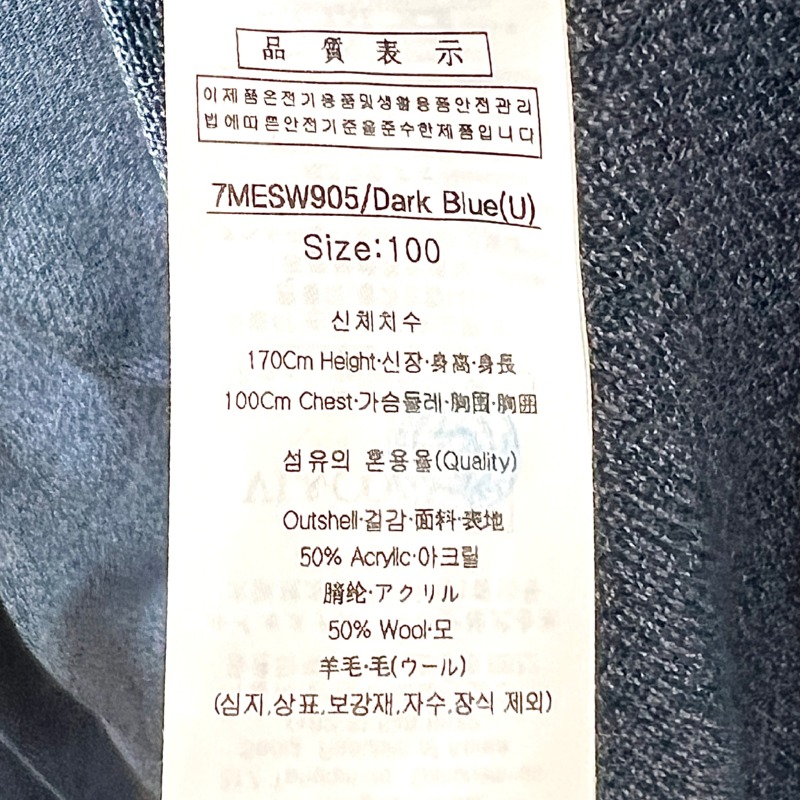 品質表示
이제품은전기용품및생활용품안전관리
법에따른안전기준을준수한제품입니다
7MESW905/Dark Blue(U)
Size:100
신체치수
170Cm Height·신장·身高·身長
100Cm Chest·가슴둘레·胸围·胸囲
섬유의 혼용율(Quality)
Outshell·겉감·面料·表地
50% Acrylic·아크릴
腈纶·アクリル
50% Wool·모
羊毛·毛(ウール)
(심지,상표,보강재,자수,장식 제외)